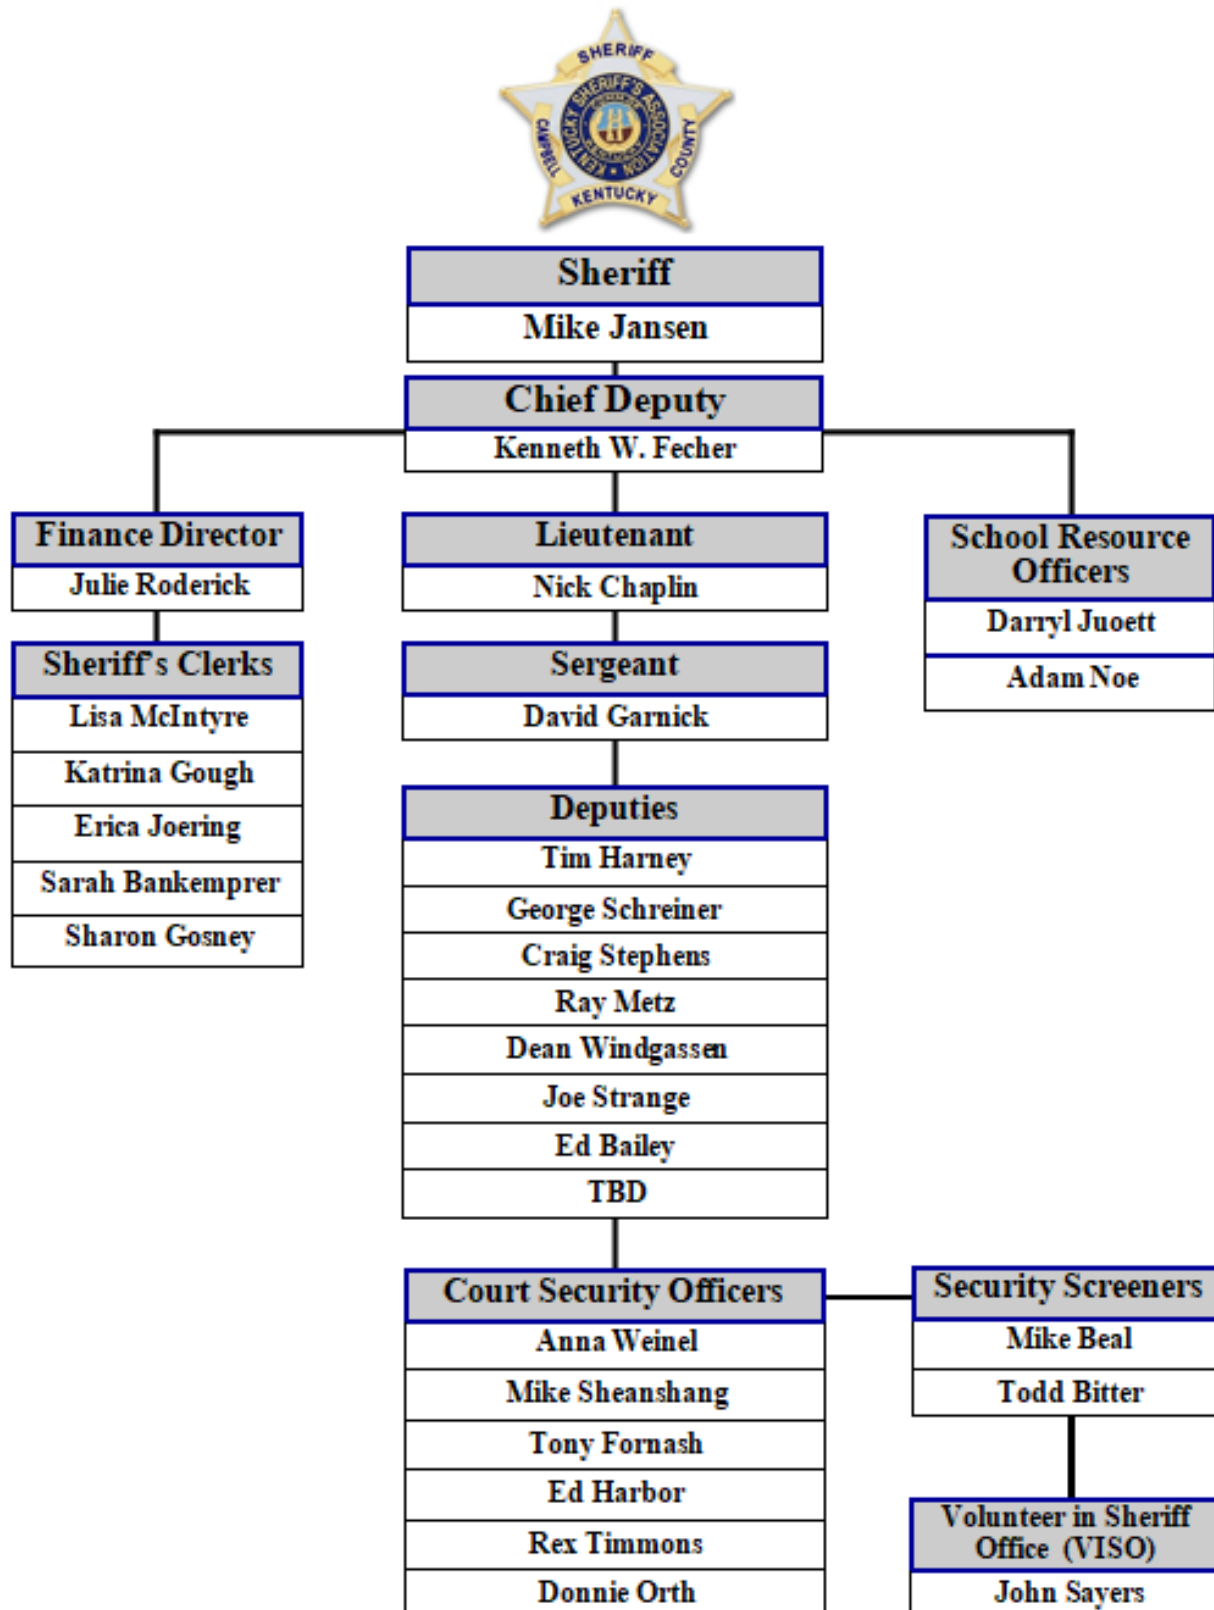 SHERIFF
CAMPBELL
COUNTY
KENTUCKY SHERIFF'S ASSOCIATION
KENTUCKY
Sheriff
Mike Jansen
Chief Deputy
Kenneth W. Fecher
Finance Director
Julie Roderick
Sheriff's Clerks
Lisa McIntyre
Katrina Gough
Erica Joering
Sarah Bankemprer
Sharon Gosney
Lieutenant
Nick Chaplin
Sergeant
David Garnick
Deputies
Tim Harney
George Schreiner
Craig Stephens
Ray Metz
Dean Windgassen
Joe Strange
Ed Bailey
TBD
School Resource
Officers
Darryl Juoett
Adam Noe
Court Security Officers
Anna Weinel
Mike Sheanshang
Tony Fornash
Ed Harbor
Rex Timmons
Donnie Orth
Security Screeners
Mike Beal
Todd Bitter
Volunteer in Sheriff
Office (VISO)
John Sayers